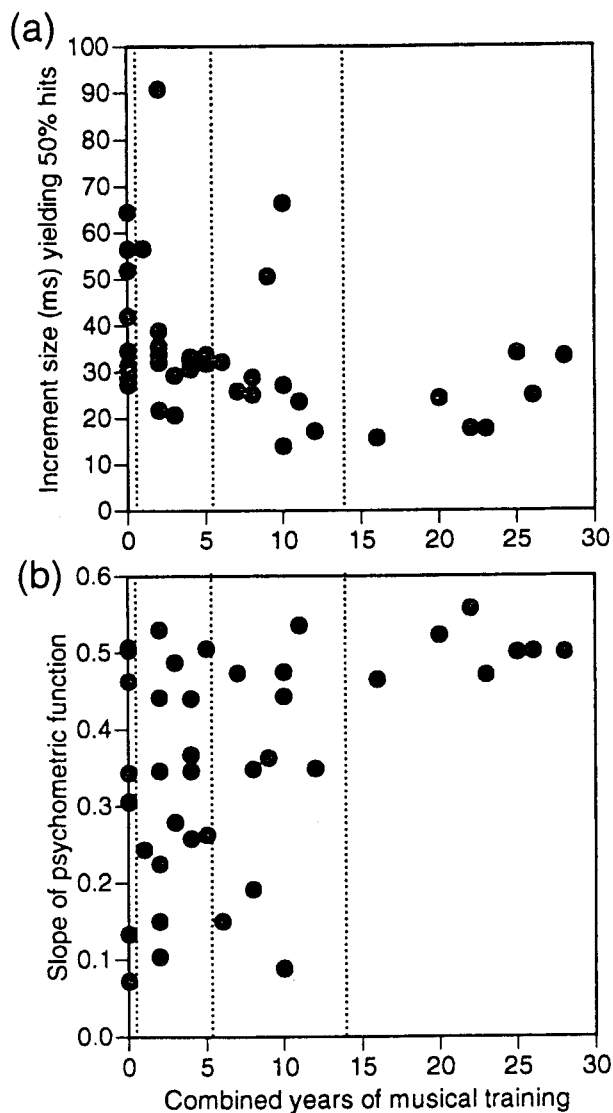 (a)
Increment size (ms) yielding 50% hits
100
90
80
70
60
50
40
30
20
10
0
0 5 10 15 20 25 30
(b)
Slope of psychometric function
0.6
0.5
0.4
0.3
0.2
0.1
0.0
0 5 10 15 20 25 30
Combined years of musical training